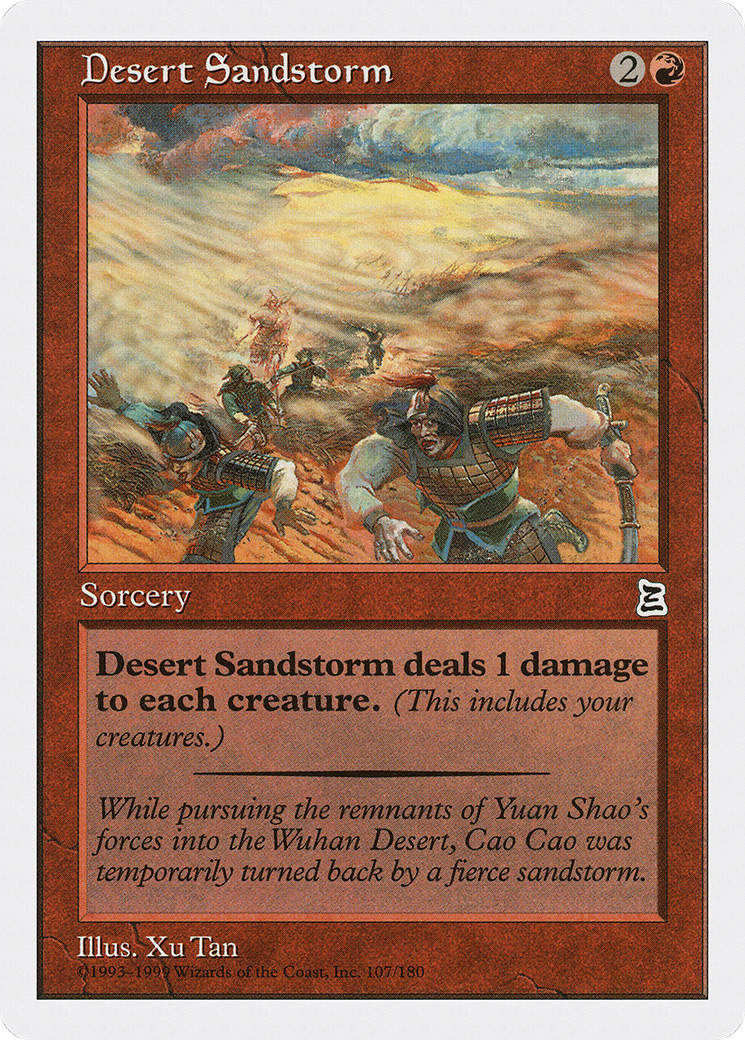 Desert Sandstorm 2
Sorcery
Desert Sandstorm deals 1 damage
to each creature. (This includes your
creatures.)
While pursuing the remnants of Yuan Shao's
forces into the Wuhan Desert, Cao Cao was
temporarily turned back by a fierce sandstorm.
Illus. Xu Tan
©1993–1999 Wizards of the Coast, Inc. 107/180